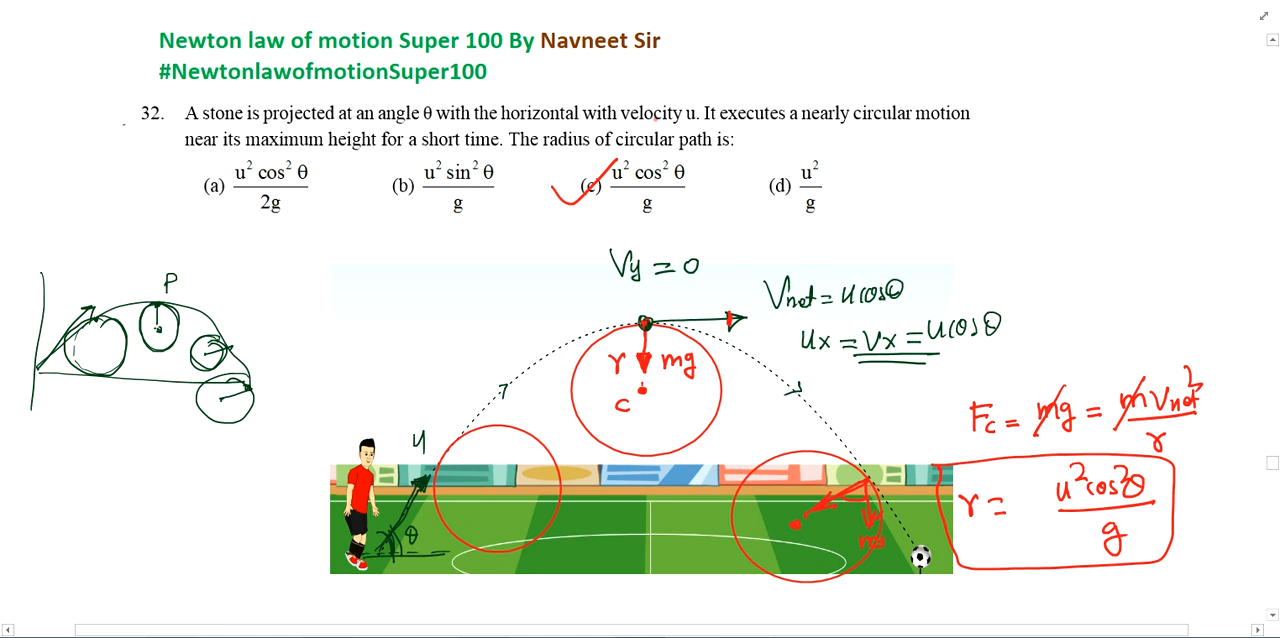 Newton law of motion Super 100 By Navneet Sir
#NewtonlawofmotionSuper100
32. A stone is projected at an angle θ with the horizontal with velocity u. It executes a nearly circular motion
near its maximum height for a short time. The radius of circular path is:
(a) u² cos² θ / 2g (b) u² sin² θ / g (c) u² cos² θ / g (d) u² / g
P
Vy = 0
Vnet = u cosθ
ux = Vx = u cosθ
r mg
C
Fc = mg = mVnet² / r
u
r = u² cos²θ / g
θ